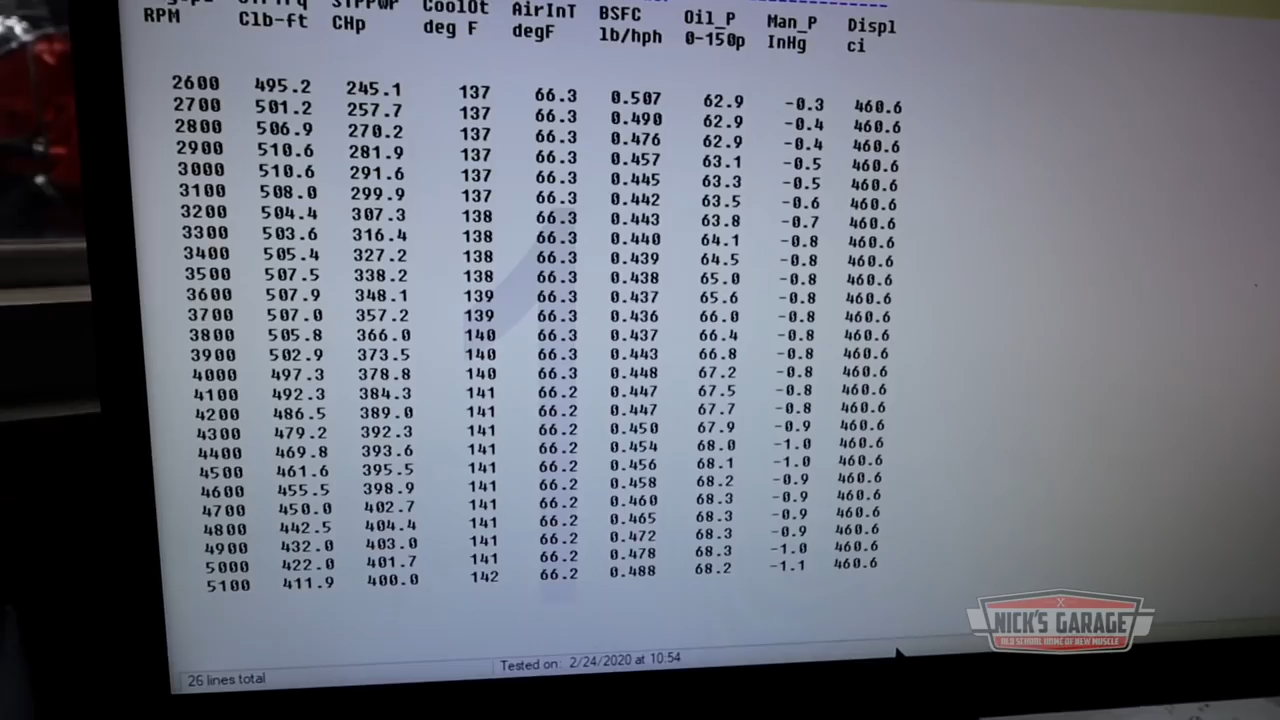 CoolOt AirInT BSFC Oil_P Man_P Displ
RPM Clb-ft CHp deg F degF lb/hph 0-150p InHg ci
2600 495.2 245.1 137 66.3 0.507 62.9 -0.3 460.6
2700 501.2 257.7 137 66.3 0.490 62.9 -0.4 460.6
2800 506.9 270.2 137 66.3 0.476 62.9 -0.4 460.6
2900 510.6 281.9 137 66.3 0.457 63.1 -0.5 460.6
3000 510.6 291.6 137 66.3 0.445 63.3 -0.5 460.6
3100 508.0 299.9 137 66.3 0.442 63.5 -0.6 460.6
3200 504.4 307.3 138 66.3 0.443 63.8 -0.7 460.6
3300 503.6 316.4 138 66.3 0.440 64.1 -0.8 460.6
3400 505.4 327.2 138 66.3 0.439 64.5 -0.8 460.6
3500 507.5 338.2 138 66.3 0.438 65.0 -0.8 460.6
3600 507.9 348.1 139 66.3 0.437 65.6 -0.8 460.6
3700 507.0 357.2 139 66.3 0.436 66.0 -0.8 460.6
3800 505.8 366.0 140 66.3 0.437 66.4 -0.8 460.6
3900 502.9 373.5 140 66.3 0.443 66.8 -0.8 460.6
4000 497.3 378.8 140 66.3 0.448 67.2 -0.8 460.6
4100 492.3 384.3 141 66.2 0.447 67.5 -0.8 460.6
4200 486.5 389.0 141 66.2 0.447 67.7 -0.8 460.6
4300 479.2 392.3 141 66.2 0.450 67.9 -0.9 460.6
4400 469.8 393.6 141 66.2 0.454 68.0 -1.0 460.6
4500 461.6 395.5 141 66.2 0.456 68.1 -1.0 460.6
4600 455.5 398.9 141 66.2 0.458 68.2 -0.9 460.6
4700 450.0 402.7 141 66.2 0.460 68.3 -0.9 460.6
4800 442.5 404.4 141 66.2 0.465 68.3 -0.9 460.6
4900 432.0 403.0 141 66.2 0.472 68.3 -0.9 460.6
5000 422.0 401.7 141 66.2 0.478 68.3 -1.0 460.6
5100 411.9 400.0 142 66.2 0.488 68.2 -1.1 460.6
NICK'S GARAGE
OLD SCHOOL HOME OF NEW MUSCLE
26 lines total Tested on: 2/24/2020 at 10:54